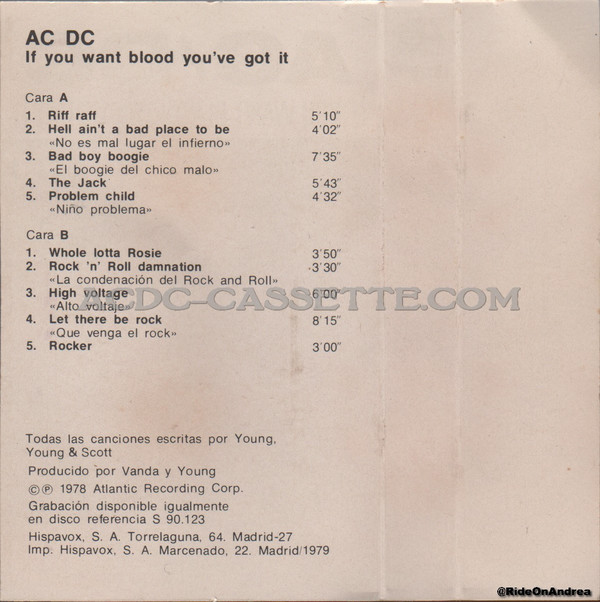 AC DC
If you want blood you've got it
Cara A
1. Riff raff 5'10"
2. Hell ain't a bad place to be 4'02"
«No es mal lugar el infierno»
3. Bad boy boogie 7'35"
«El boogie del chico malo»
4. The Jack 5'43"
5. Problem child 4'32"
«Niño problema»
Cara B
1. Whole lotta Rosie 3'50"
2. Rock 'n' Roll damnation 3'30"
«La condenación del Rock and Roll»
3. High voltage 6'00"
«Alto voltaje»
ACDC-CASSETTE.COM
4. Let there be rock 8'15"
«Que venga el rock»
5. Rocker 3'00"
Todas las canciones escritas por Young,
Young & Scott
Producido por Vanda y Young
©℗ 1978 Atlantic Recording Corp.
Grabación disponible igualmente
en disco referencia S 90.123
Hispavox, S. A. Torrelaguna, 64. Madrid-27
Imp. Hispavox, S. A. Marcenado, 22. Madrid/1979
@RideOnAndrea